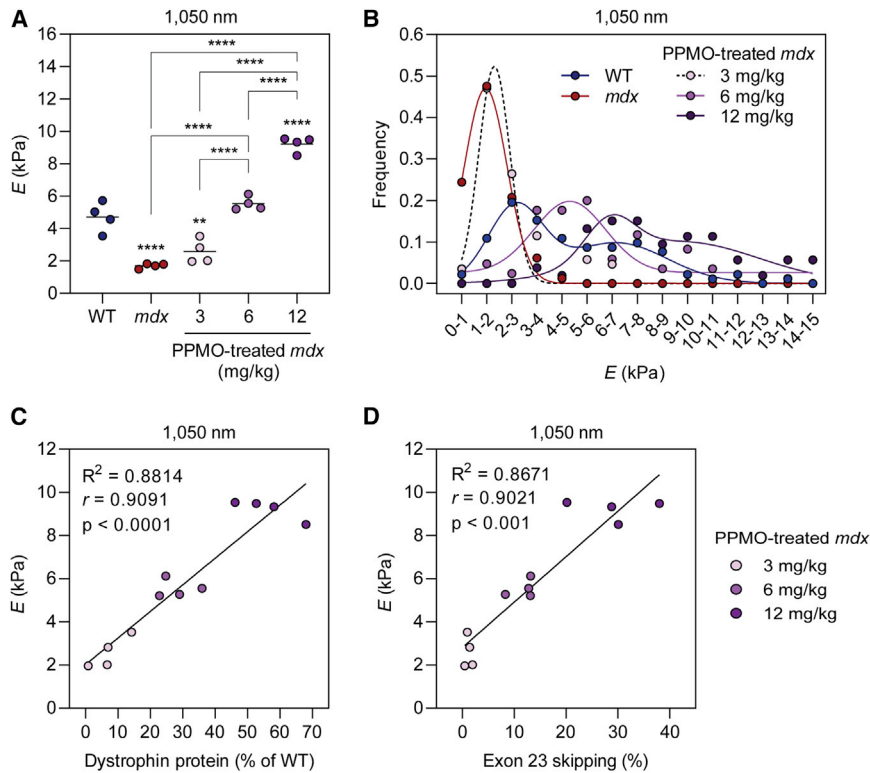 A
1,050 nm
16
14
12
10
8
6
4
2
0
E (kPa)
****
****
****
****
****
****
****
**
WT
mdx
3
6
12
PPMO-treated mdx
(mg/kg)
B
1,050 nm
0.6
0.5
0.4
0.3
0.2
0.1
0.0
Frequency
WT
mdx
PPMO-treated mdx
3 mg/kg
6 mg/kg
12 mg/kg
0-1
1-2
2-3
3-4
4-5
5-6
6-7
7-8
8-9
9-10
10-11
11-12
12-13
13-14
14-15
E (kPa)
C
1,050 nm
12
10
8
6
4
2
0
E (kPa)
R² = 0.8814
r = 0.9091
p < 0.0001
0
10
20
30
40
50
60
70
Dystrophin protein (% of WT)
D
1,050 nm
12
10
8
6
4
2
0
E (kPa)
R² = 0.8671
r = 0.9021
p < 0.001
0
10
20
30
40
Exon 23 skipping (%)
PPMO-treated mdx
3 mg/kg
6 mg/kg
12 mg/kg